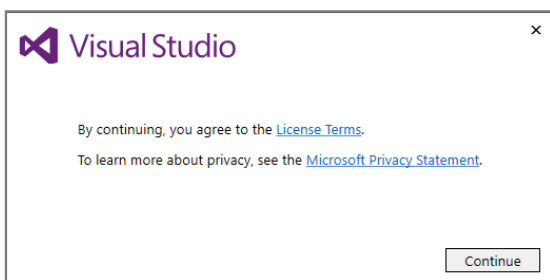 Visual Studio
By continuing, you agree to the License Terms.
To learn more about privacy, see the Microsoft Privacy Statement.
Continue